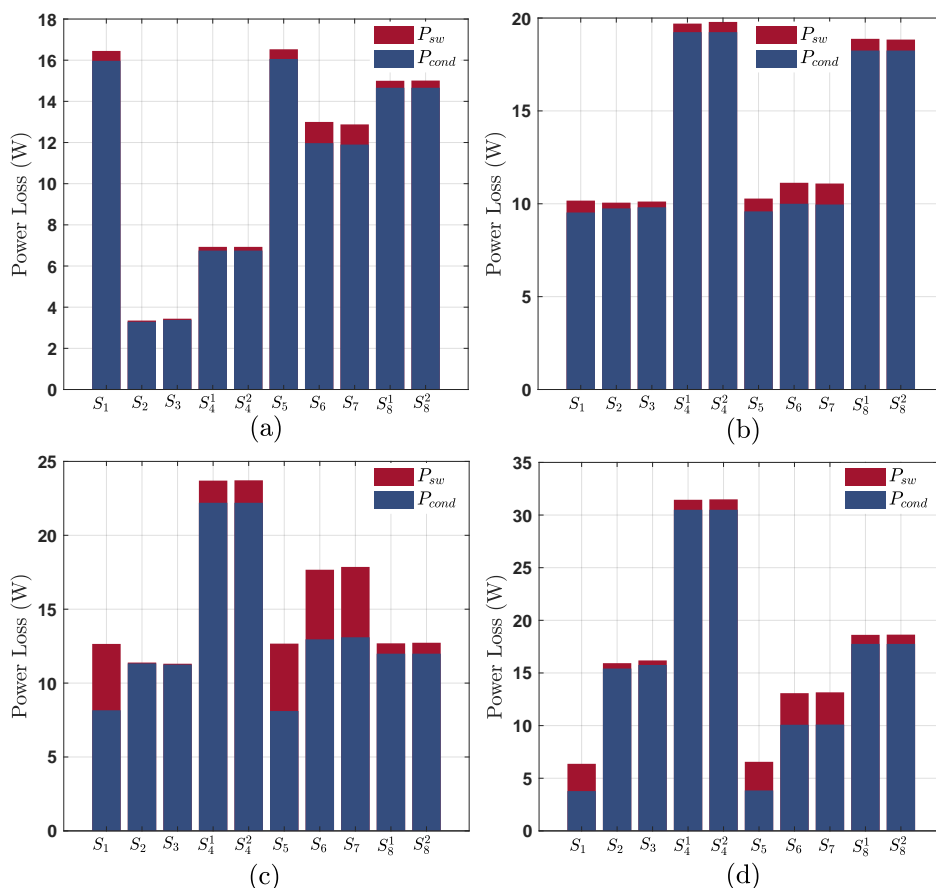 18
16
14
12
10
8
6
4
2
0
Power Loss (W)
P_sw
P_cond
S_1 S_2 S_3 S_4^1 S_4^2 S_5 S_6 S_7 S_8^1 S_8^2
(a)
20
15
10
5
0
Power Loss (W)
P_sw
P_cond
S_1 S_2 S_3 S_4^1 S_4^2 S_5 S_6 S_7 S_8^1 S_8^2
(b)
25
20
15
10
5
0
Power Loss (W)
P_sw
P_cond
S_1 S_2 S_3 S_4^1 S_4^2 S_5 S_6 S_7 S_8^1 S_8^2
(c)
35
30
25
20
15
10
5
0
Power Loss (W)
P_sw
P_cond
S_1 S_2 S_3 S_4^1 S_4^2 S_5 S_6 S_7 S_8^1 S_8^2
(d)